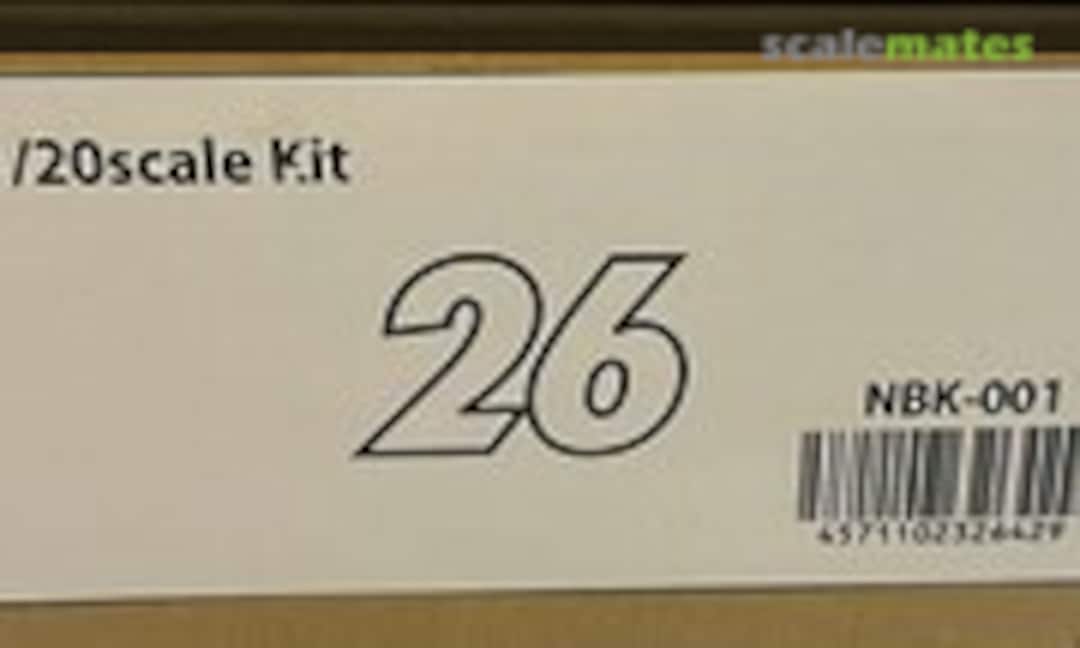 scalemates
/20scale Kit
26
NBK-001
4571102326429